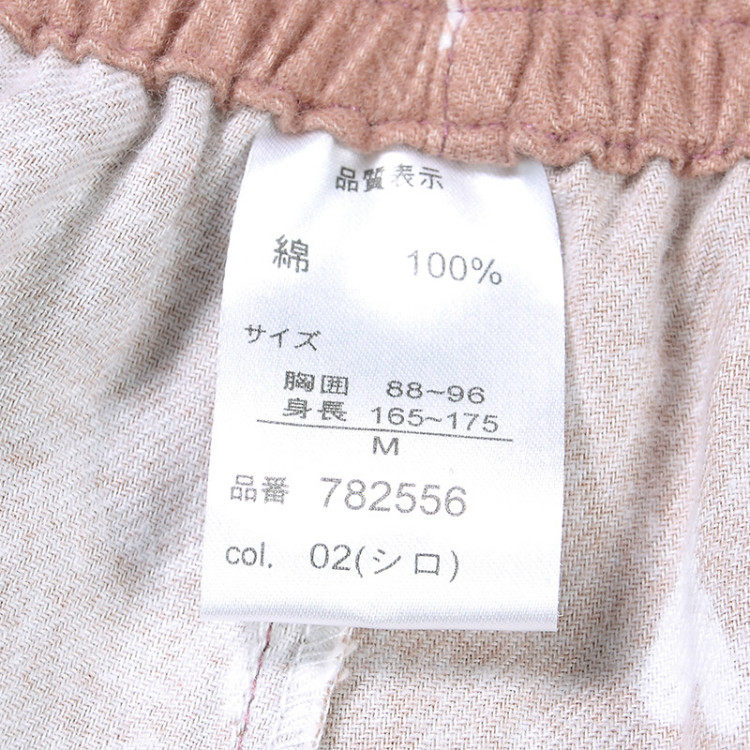 品質表示
綿 100%
サイズ
胸囲 88~96
身長 165~175
M
品番 782556
col. 02(シロ)